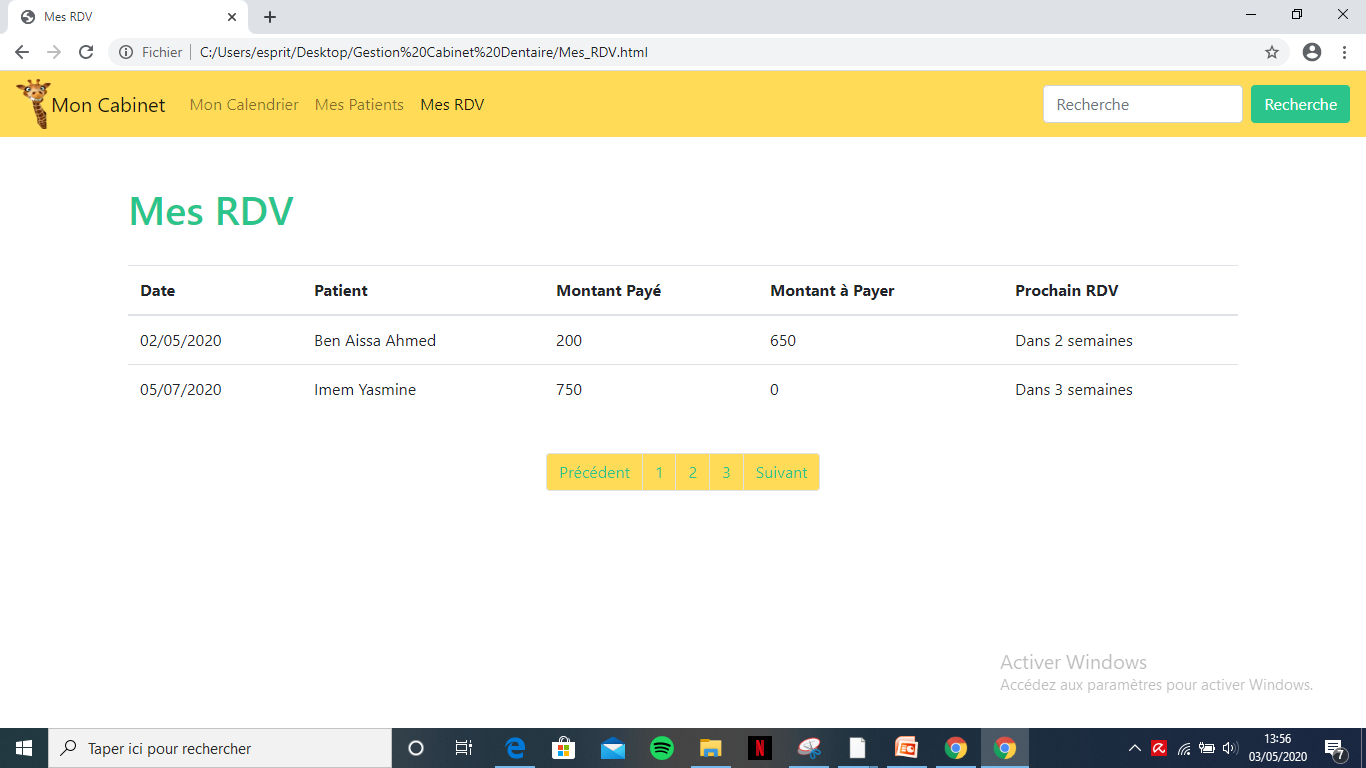 Mes RDV
Fichier C:/Users/esprit/Desktop/Gestion%20Cabinet%20Dentaire/Mes_RDV.html
Mon Cabinet Mon Calendrier Mes Patients Mes RDV Recherche Recherche
Mes RDV
Date Patient Montant Payé Montant à Payer Prochain RDV
02/05/2020 Ben Aissa Ahmed 200 650 Dans 2 semaines
05/07/2020 Imem Yasmine 750 0 Dans 3 semaines
Précédent 1 2 3 Suivant
Activer Windows
Accédez aux paramètres pour activer Windows.
Taper ici pour rechercher
13:56
03/05/2020
7